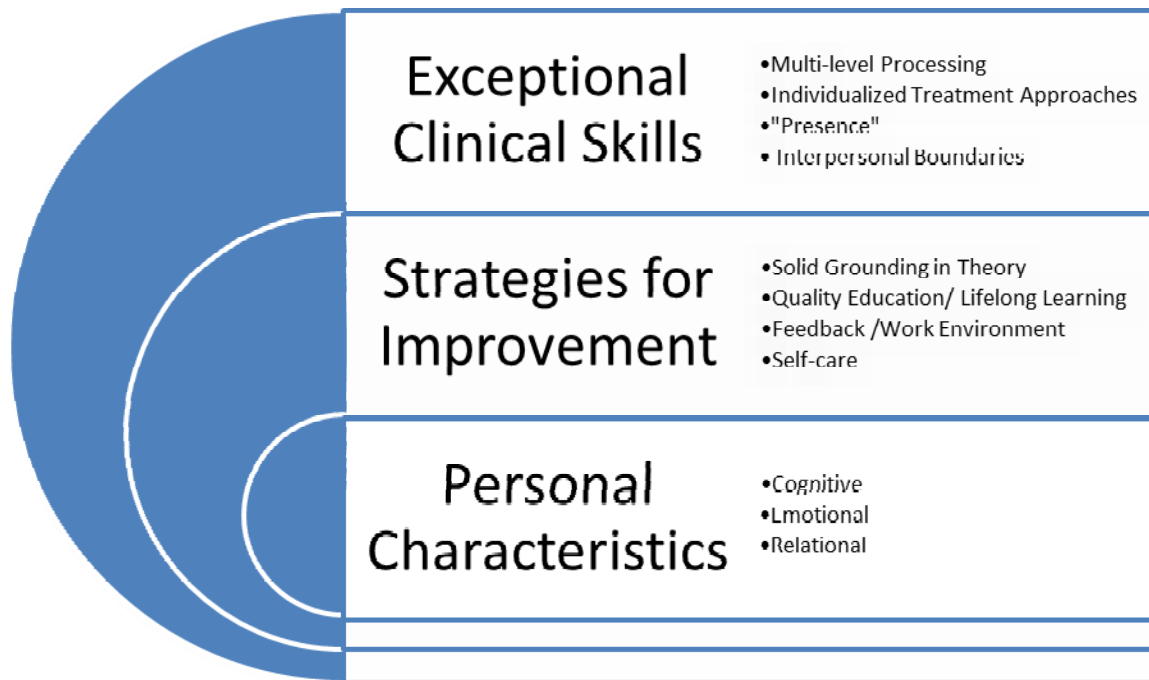 Exceptional
Clinical Skills
•Multi-level Processing
•Individualized Treatment Approaches
•"Presence"
• Interpersonal Boundaries
Strategies for
Improvement
•Solid Grounding in Theory
•Quality Education/ Lifelong Learning
•Feedback /Work Environment
•Self-care
Personal
Characteristics
•Cognitive
•Emotional
•Relational